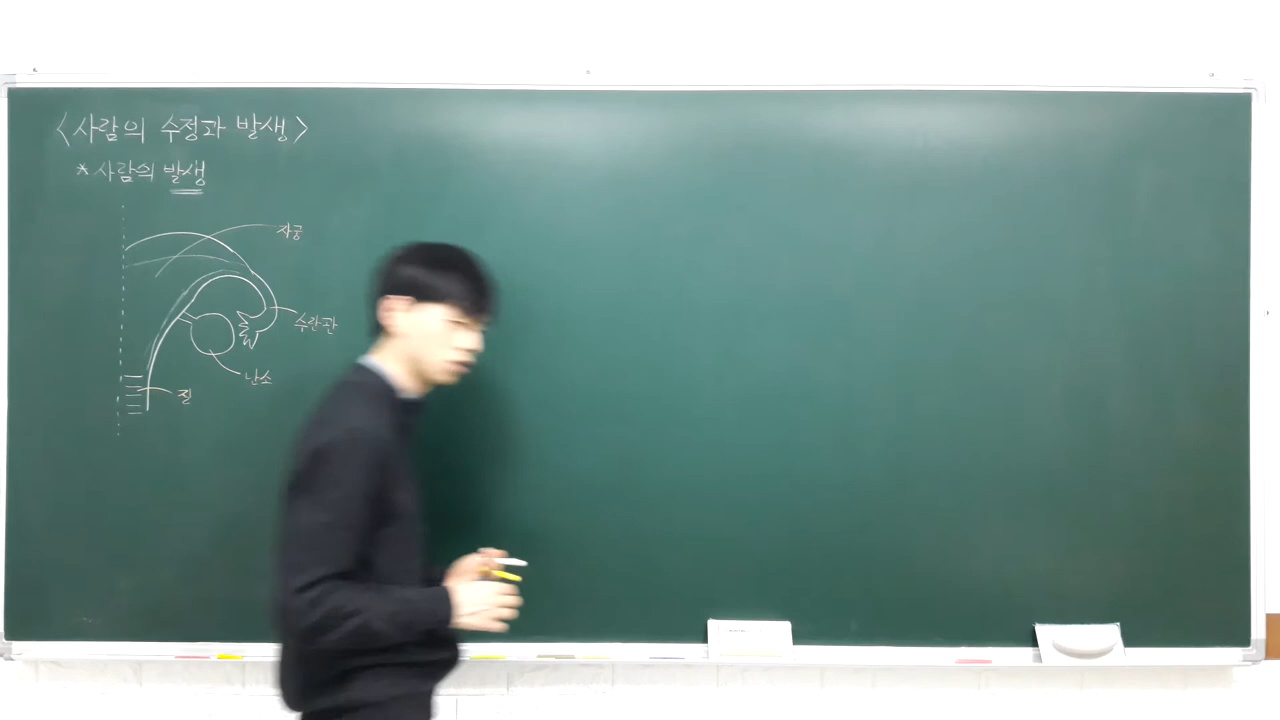 <사람의 수정과 발생>
*사람의 발생
자궁
수란관
난소
질